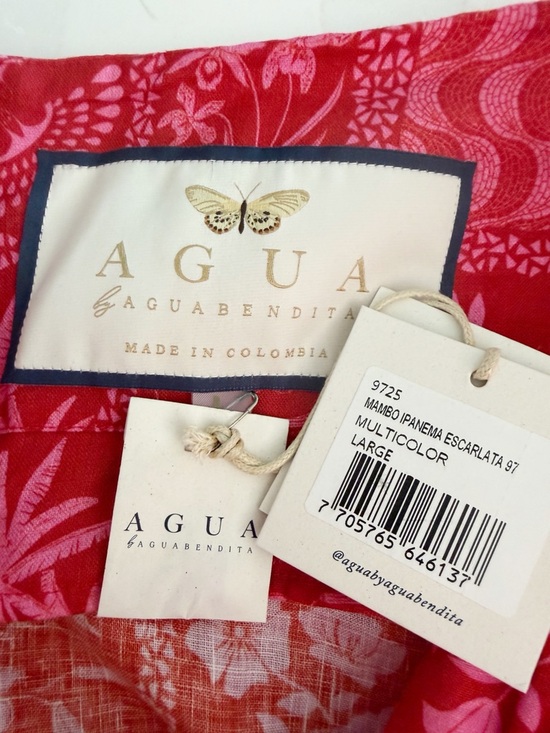 AGUA
by AGUABENDITA
MADE IN COLOMBIA
AGUA
by AGUABENDITA
9725
MAMBO IPANEMA ESCARLATA 97
MULTICOLOR
LARGE
7 705765 646137
@aguabyaguabendita